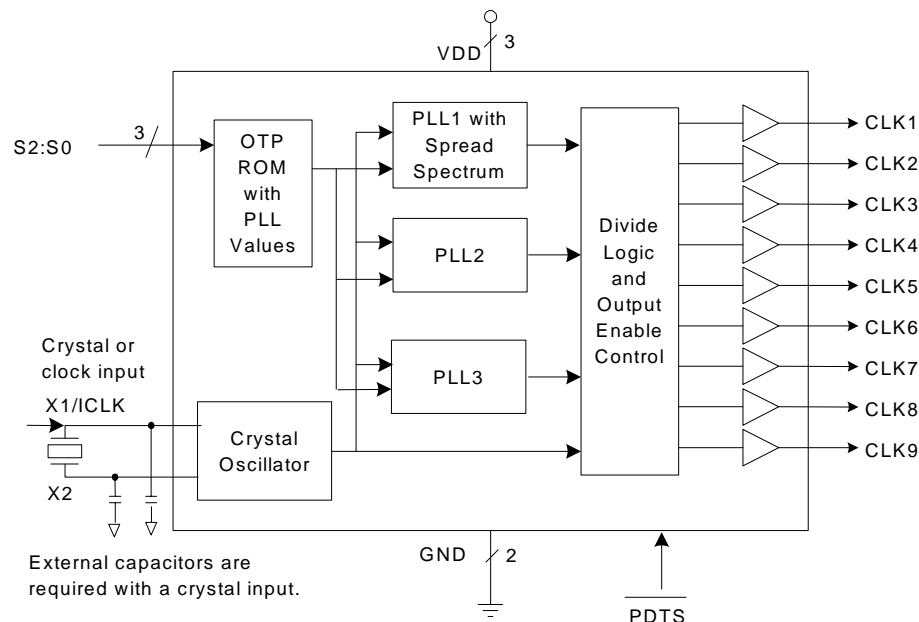 VDD
3
S2:S0
3
OTP
ROM
with
PLL
Values
PLL1 with
Spread
Spectrum
PLL2
PLL3
Divide
Logic
and
Output
Enable
Control
CLK1
CLK2
CLK3
CLK4
CLK5
CLK6
CLK7
CLK8
CLK9
Crystal or
clock input
X1/ICLK
Crystal
Oscillator
X2
External capacitors are
required with a crystal input.
GND
2
PDTS